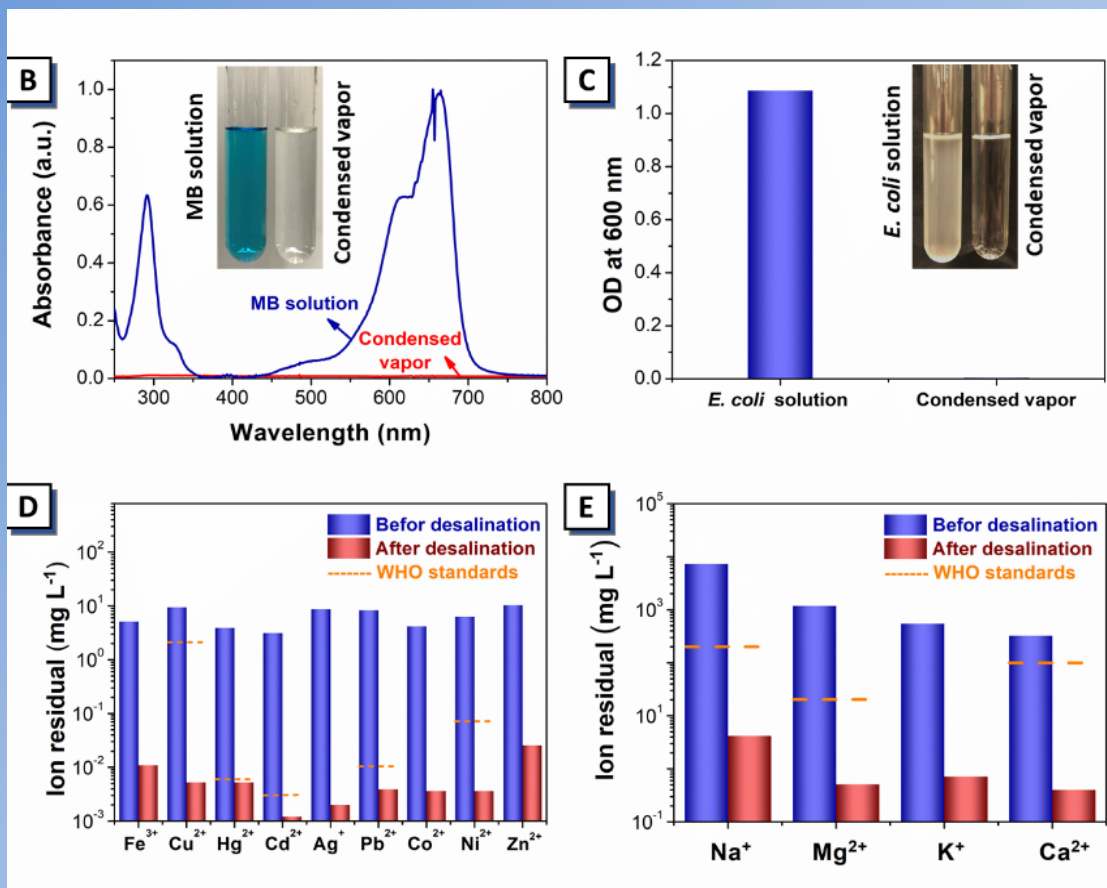 B
Absorbance (a.u.)
1.0
0.8
0.6
0.4
0.2
0.0
MB solution
Condensed vapor
MB solution
Condensed
vapor
300 400 500 600 700 800
Wavelength (nm)
C
OD at 600 nm
1.2
1.0
0.8
0.6
0.4
0.2
0.0
E. coli solution
Condensed vapor
E. coli solution Condensed vapor
D
Ion residual (mg L⁻¹)
10²
10¹
10⁰
10⁻¹
10⁻²
10⁻³
Befor desalination
After desalination
WHO standards
Fe³⁺ Cu²⁺ Hg²⁺ Cd²⁺ Ag⁺ Pb²⁺ Co²⁺ Ni²⁺ Zn²⁺
E
Ion residual (mg L⁻¹)
10⁵
10³
10¹
10⁻¹
Befor desalination
After desalination
WHO standards
Na⁺ Mg²⁺ K⁺ Ca²⁺